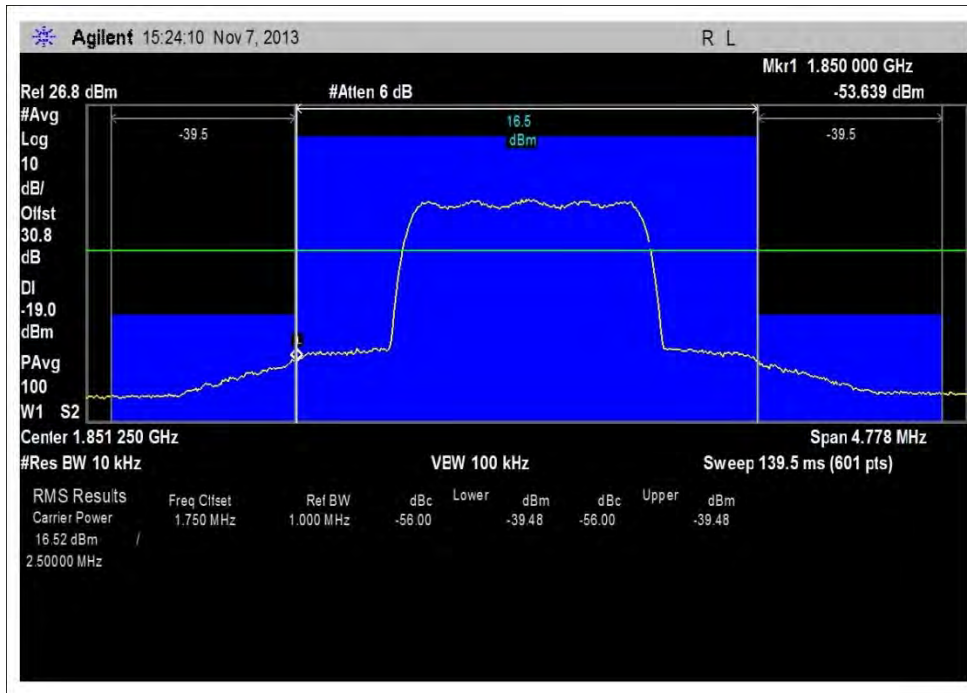 Agilent 15:24:10 Nov 7, 2013 R L
Mkr1 1.850 000 GHz
Ref 26.8 dBm #Atten 6 dB -53.639 dBm
#Avg
Log
10
dB/
Offst
30.8
dB
DI
-19.0
dBm
PAvg
100
W1 S2
-39.5 16.5 -39.5
dBm
1
Center 1.851 250 GHz Span 4.778 MHz
#Res BW 10 kHz VBW 100 kHz Sweep 139.5 ms (601 pts)
RMS Results Freq Offset Ref BW dBc Lower dBm dBc Upper dBm
Carrier Power 1.750 MHz 1.000 MHz -56.00 -39.48 -56.00 -39.48
16.52 dBm /
2.50000 MHz